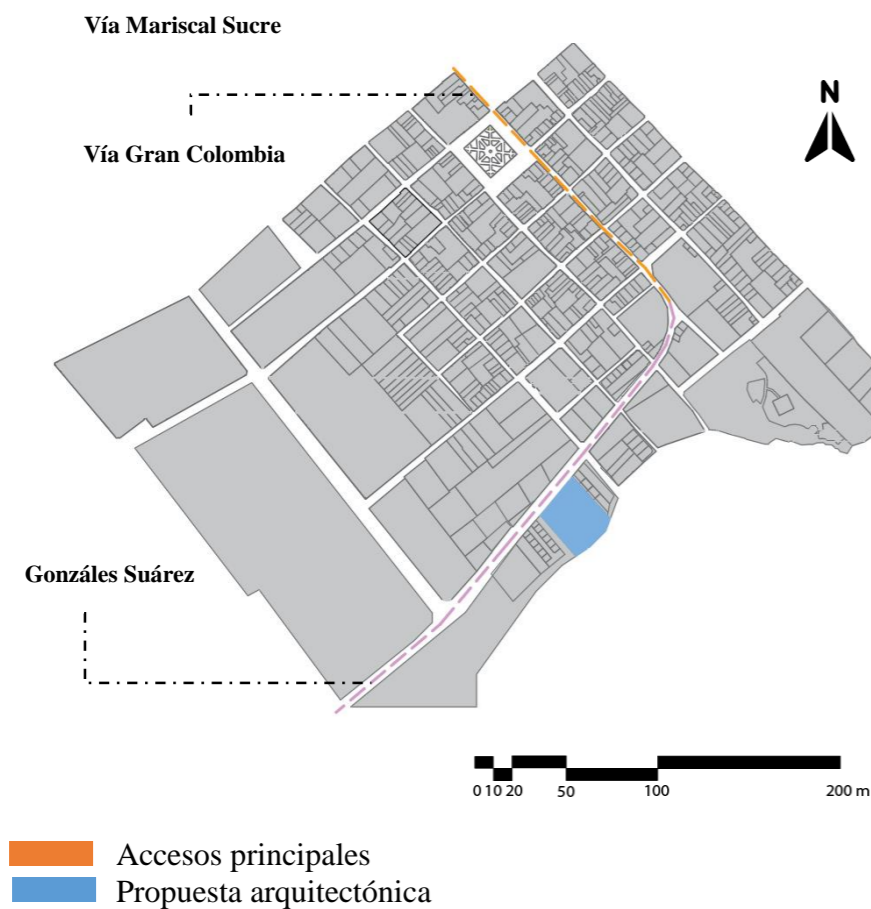 Vía Mariscal Sucre
N
Vía Gran Colombia
Gonzáles Suárez
0 10 20 50 100 200 m
Accesos principales
Propuesta arquitectónica